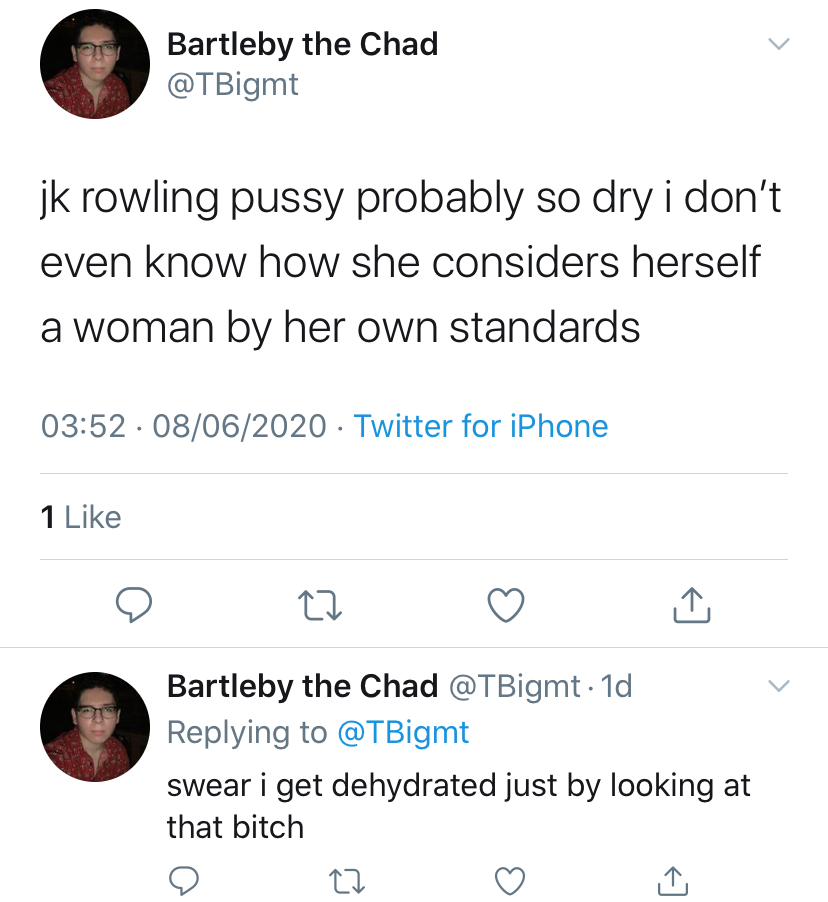 Bartleby the Chad
@TBigmt
jk rowling pussy probably so dry i don’t
even know how she considers herself
a woman by her own standards
03:52 · 08/06/2020 · Twitter for iPhone
1 Like
Bartleby the Chad @TBigmt · 1d
Replying to @TBigmt
swear i get dehydrated just by looking at
that bitch